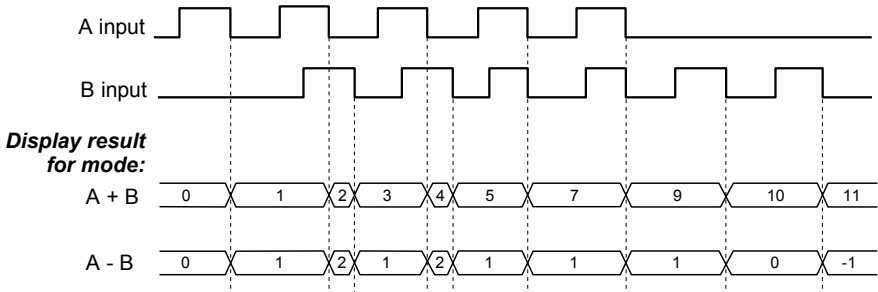 A input
B input
Display result
for mode:
A + B 0 1 2 3 4 5 7 9 10 11
A - B 0 1 2 1 2 1 1 1 0 -1